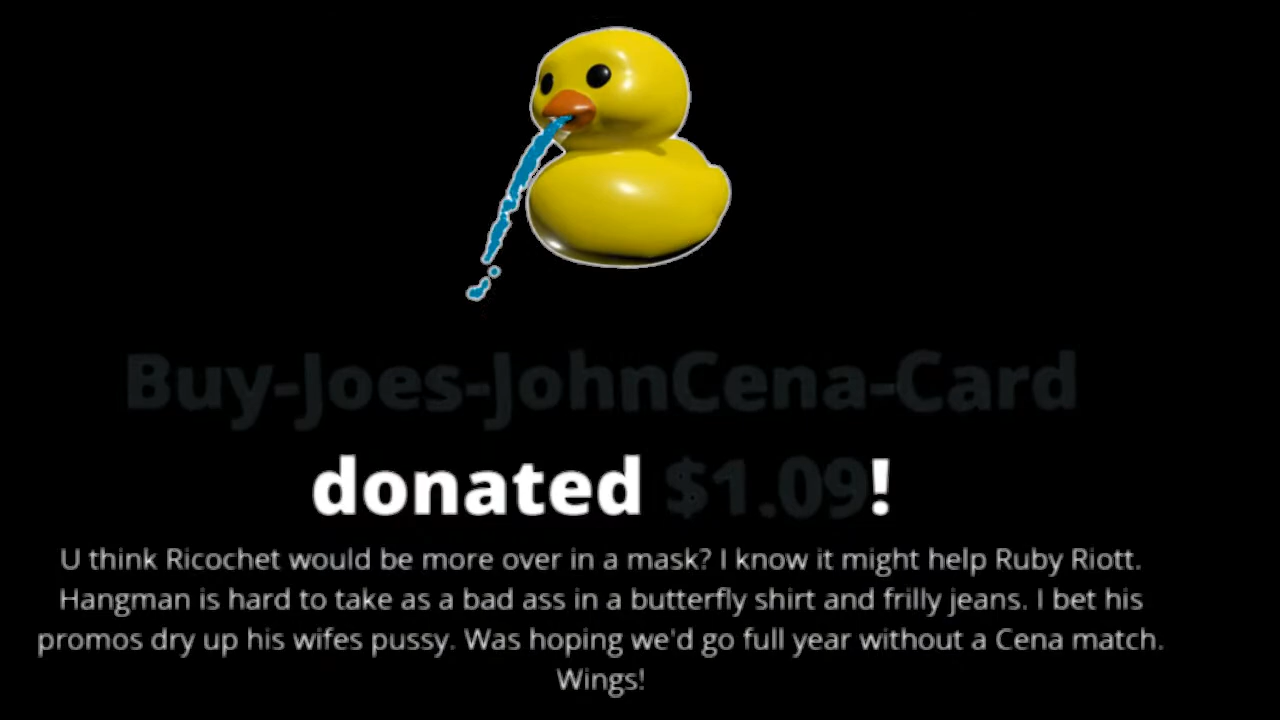 Buy-Joes-JohnCena-Card
donated $1.09!
U think Ricochet would be more over in a mask? I know it might help Ruby Riott.
Hangman is hard to take as a bad ass in a butterfly shirt and frilly jeans. I bet his
promos dry up his wifes pussy. Was hoping we'd go full year without a Cena match.
Wings!